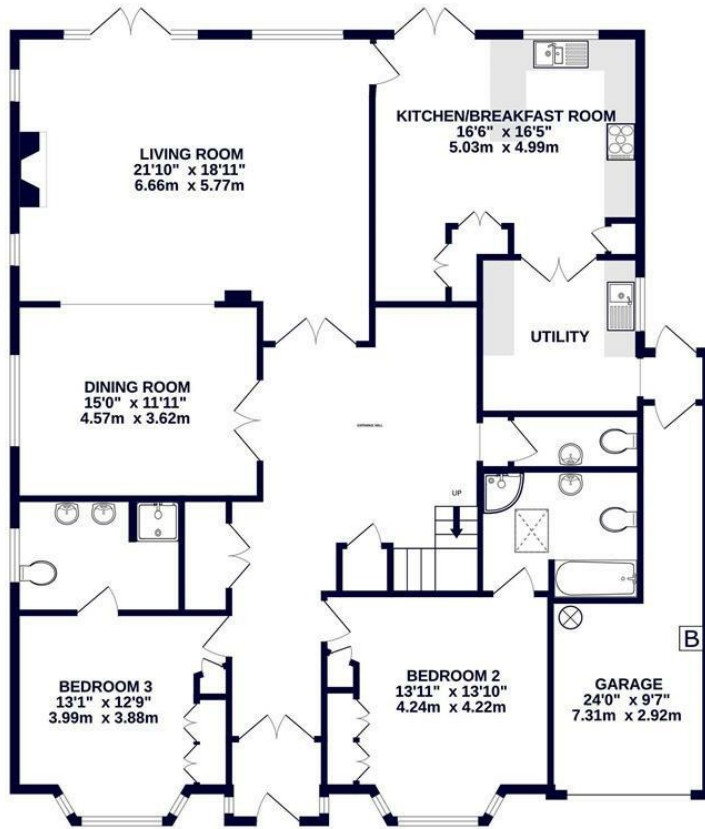 LIVING ROOM
21'10" x 18'11"
6.66m x 5.77m
KITCHEN/BREAKFAST ROOM
16'6" x 16'5"
5.03m x 4.99m
UTILITY
DINING ROOM
15'0" x 11'11"
4.57m x 3.62m
ENTRANCE HALL
UP
BEDROOM 3
13'1" x 12'9"
3.99m x 3.88m
BEDROOM 2
13'11" x 13'10"
4.24m x 4.22m
B
GARAGE
24'0" x 9'7"
7.31m x 2.92m